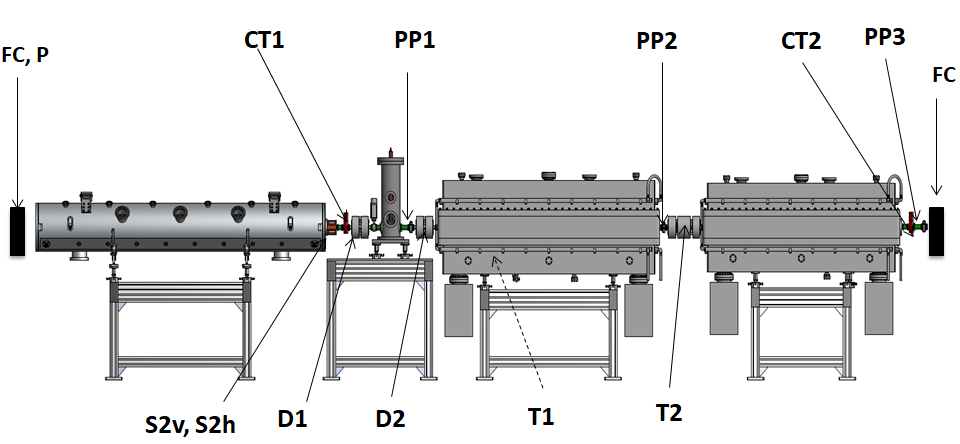 FC, P
CT1
PP1
PP2
CT2
PP3
FC
S2v, S2h
D1
D2
T1
T2